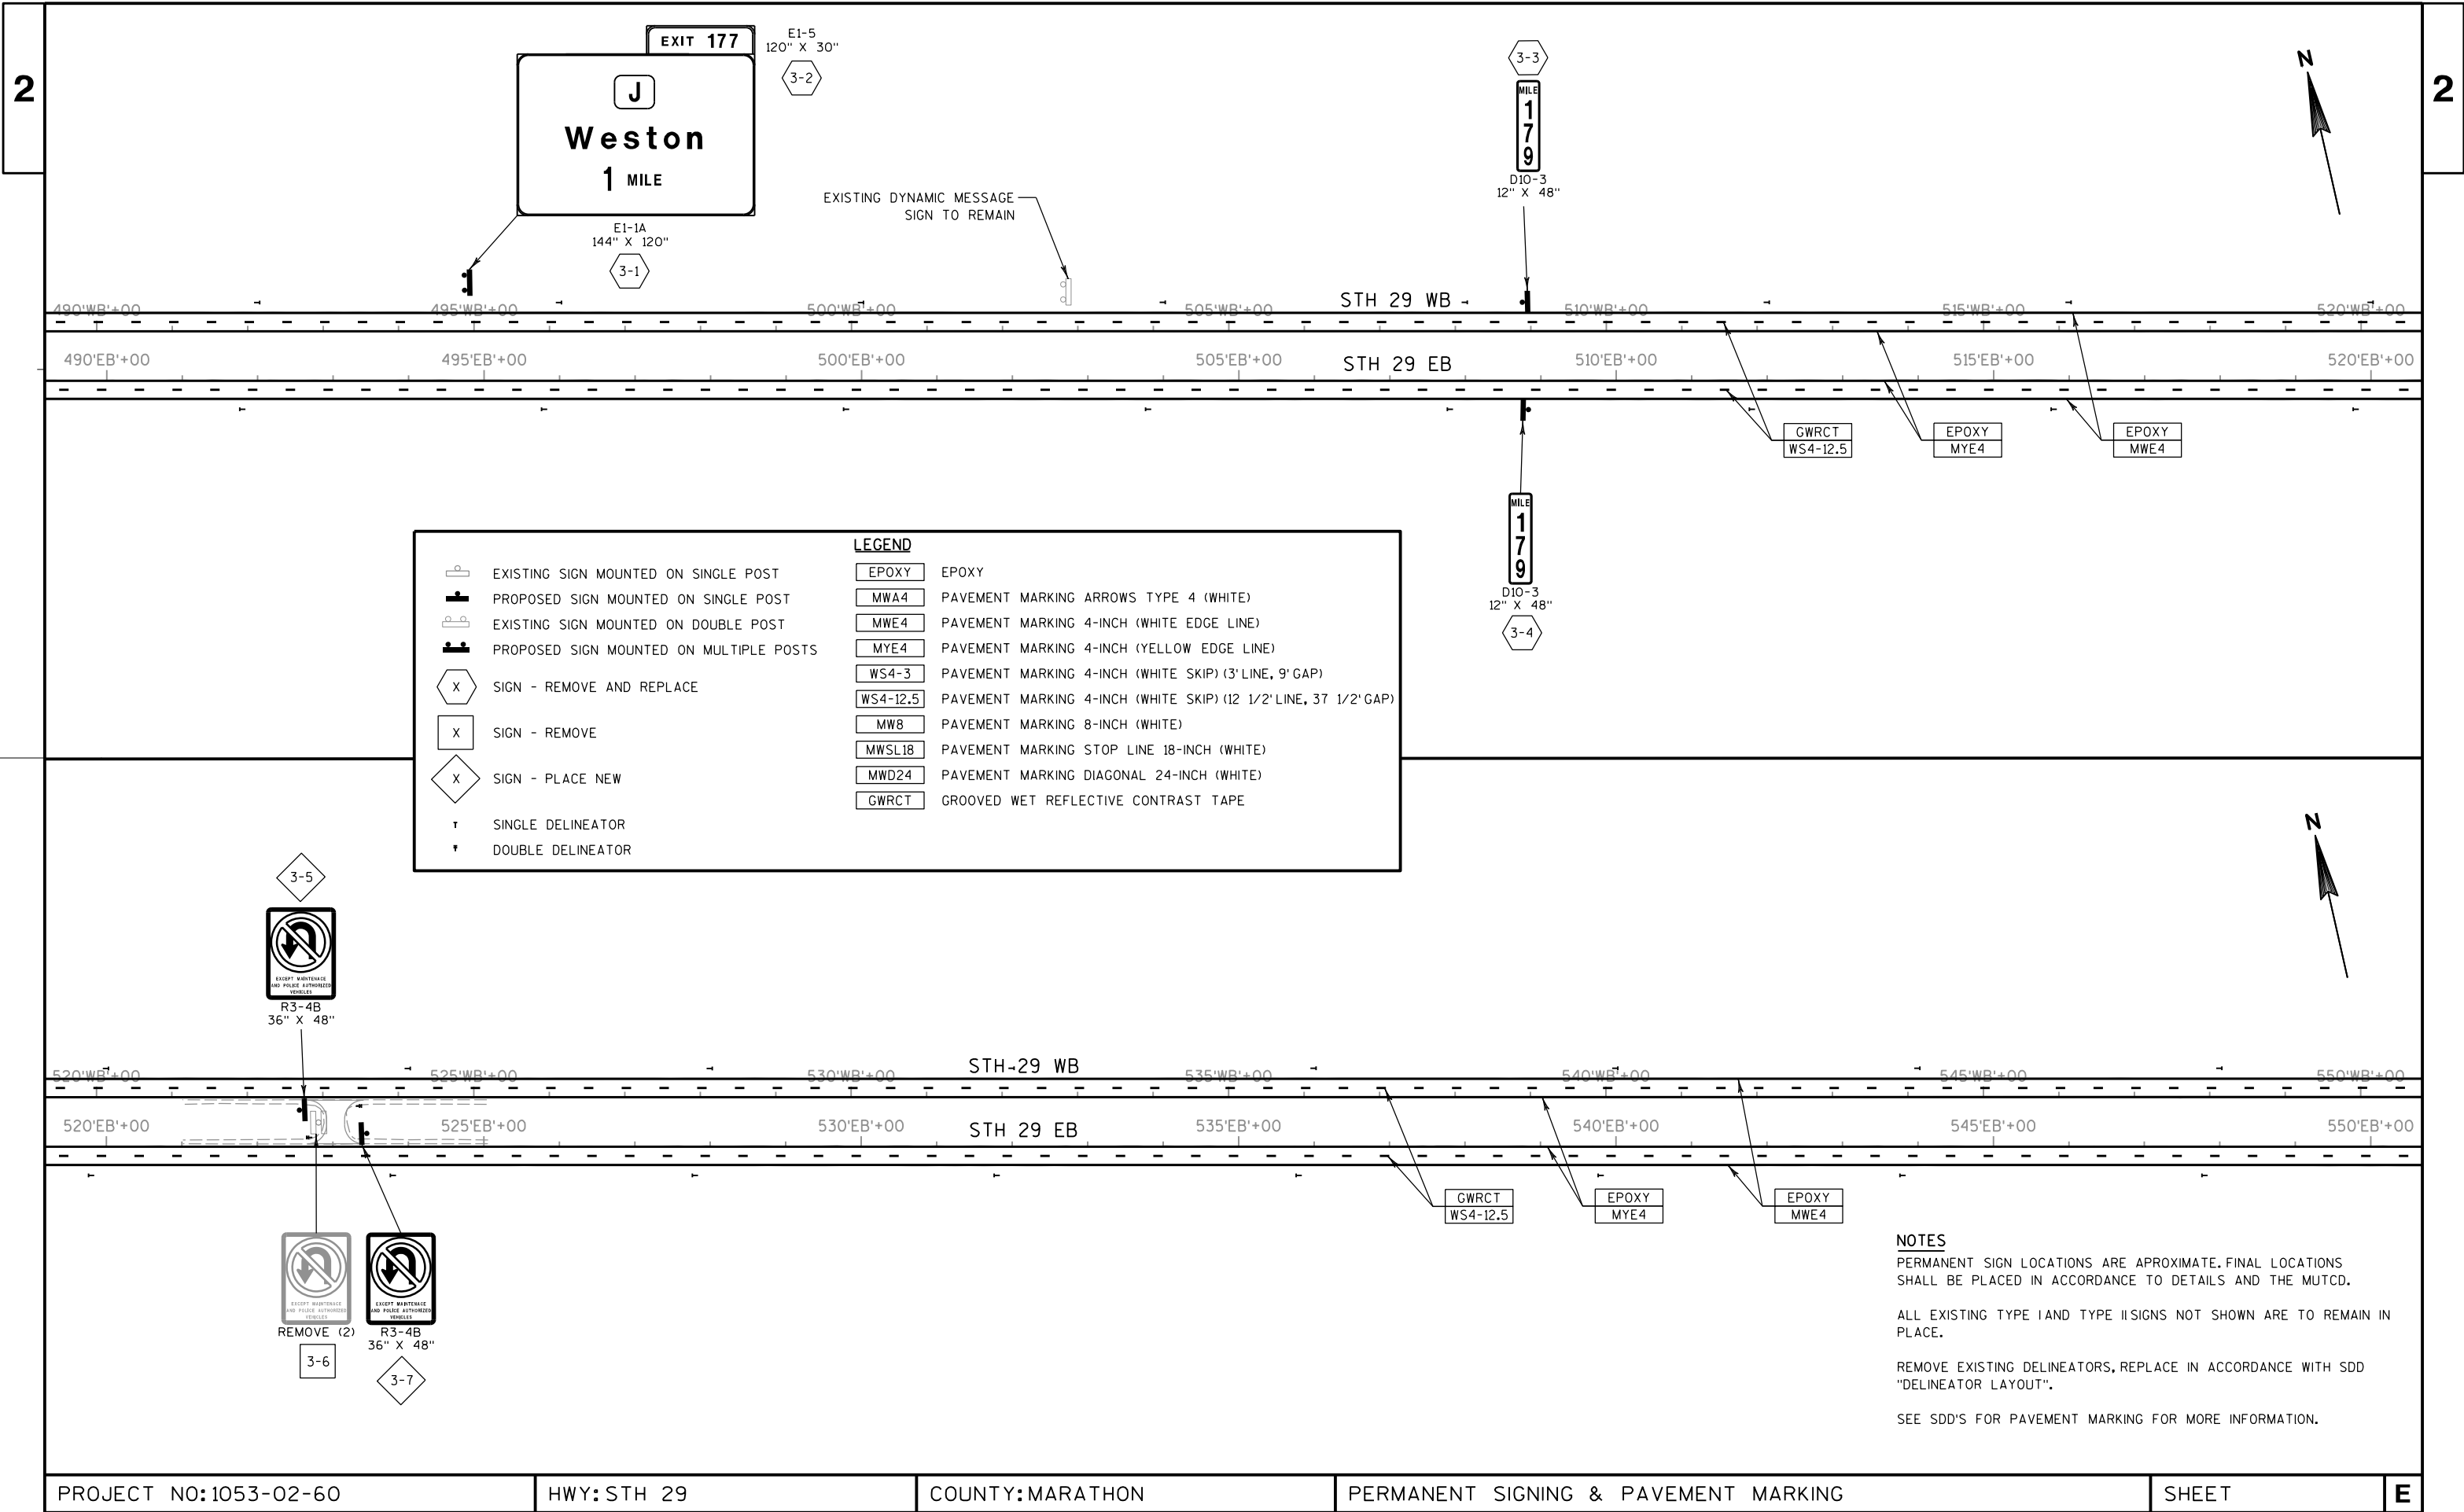 2
2
EXIT 177
E1-5
120" X 30"
3-2
J
Weston
1 MILE
E1-1A
144" X 120"
3-1
EXISTING DYNAMIC MESSAGE
SIGN TO REMAIN
3-3
MILE
1
7
9
D10-3
12" X 48"
N
490'WB'+00
495'WB'+00
500'WB'+00
505'WB'+00
STH 29 WB
510'WB'+00
515'WB'+00
520'WB'+00
490'EB'+00
495'EB'+00
500'EB'+00
505'EB'+00
STH 29 EB
510'EB'+00
515'EB'+00
520'EB'+00
GWRCT
WS4-12.5
EPOXY
MYE4
EPOXY
MWE4
MILE
1
7
9
D10-3
12" X 48"
3-4
LEGEND
EXISTING SIGN MOUNTED ON SINGLE POST
PROPOSED SIGN MOUNTED ON SINGLE POST
EXISTING SIGN MOUNTED ON DOUBLE POST
PROPOSED SIGN MOUNTED ON MULTIPLE POSTS
X SIGN - REMOVE AND REPLACE
X SIGN - REMOVE
X SIGN - PLACE NEW
SINGLE DELINEATOR
DOUBLE DELINEATOR
EPOXY EPOXY
MWA4 PAVEMENT MARKING ARROWS TYPE 4 (WHITE)
MWE4 PAVEMENT MARKING 4-INCH (WHITE EDGE LINE)
MYE4 PAVEMENT MARKING 4-INCH (YELLOW EDGE LINE)
WS4-3 PAVEMENT MARKING 4-INCH (WHITE SKIP) (3' LINE, 9' GAP)
WS4-12.5 PAVEMENT MARKING 4-INCH (WHITE SKIP) (12 1/2' LINE, 37 1/2' GAP)
MW8 PAVEMENT MARKING 8-INCH (WHITE)
MWSL18 PAVEMENT MARKING STOP LINE 18-INCH (WHITE)
MWD24 PAVEMENT MARKING DIAGONAL 24-INCH (WHITE)
GWRCT GROOVED WET REFLECTIVE CONTRAST TAPE
N
3-5
EXCEPT MAINTENACE
AND POLICE AUTHORIZED
VEHICLES
R3-4B
36" X 48"
520'WB'+00
525'WB'+00
530'WB'+00
STH 29 WB
535'WB'+00
540'WB'+00
545'WB'+00
550'WB'+00
520'EB'+00
525'EB'+00
530'EB'+00
STH 29 EB
535'EB'+00
540'EB'+00
545'EB'+00
550'EB'+00
GWRCT
WS4-12.5
EPOXY
MYE4
EPOXY
MWE4
EXCEPT MAINTENACE
AND POLICE AUTHORIZED
VEHICLES
REMOVE (2)
3-6
EXCEPT MAINTENACE
AND POLICE AUTHORIZED
VEHICLES
R3-4B
36" X 48"
3-7
NOTES
PERMANENT SIGN LOCATIONS ARE APROXIMATE. FINAL LOCATIONS
SHALL BE PLACED IN ACCORDANCE TO DETAILS AND THE MUTCD.
ALL EXISTING TYPE I AND TYPE II SIGNS NOT SHOWN ARE TO REMAIN IN
PLACE.
REMOVE EXISTING DELINEATORS, REPLACE IN ACCORDANCE WITH SDD
"DELINEATOR LAYOUT".
SEE SDD'S FOR PAVEMENT MARKING FOR MORE INFORMATION.
PROJECT NO: 1053-02-60
HWY: STH 29
COUNTY: MARATHON
PERMANENT SIGNING & PAVEMENT MARKING
SHEET
E